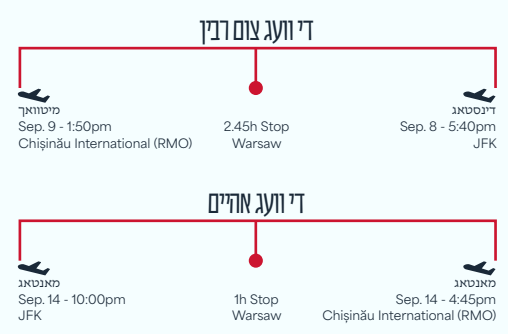 די וועג צום רבי'ן
דינסטאג
Sep. 8 - 5:40pm
JFK
2.45h Stop
Warsaw
מיטוואך
Sep. 9 - 1:50pm
Chișinău International (RMO)
די וועג אהיים
מאנטאג
Sep. 14 - 4:45pm
Chișinău International (RMO)
1h Stop
Warsaw
מאנטאג
Sep. 14 - 10:00pm
JFK